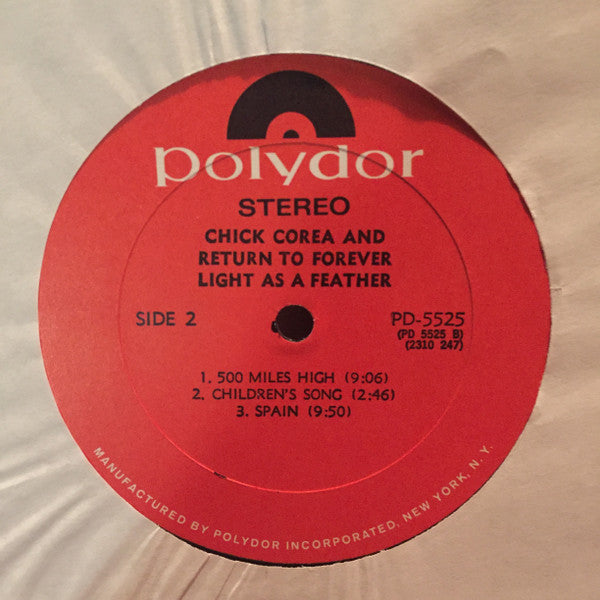 polydor
STEREO
CHICK COREA AND
RETURN TO FOREVER
LIGHT AS A FEATHER
SIDE 2
PD-5525
(PD 5525 B)
(2310 247)
1. 500 MILES HIGH (9:06)
2. CHILDREN'S SONG (2:46)
3. SPAIN (9:50)
MANUFACTURED BY POLYDOR INCORPORATED, NEW YORK, N. Y.